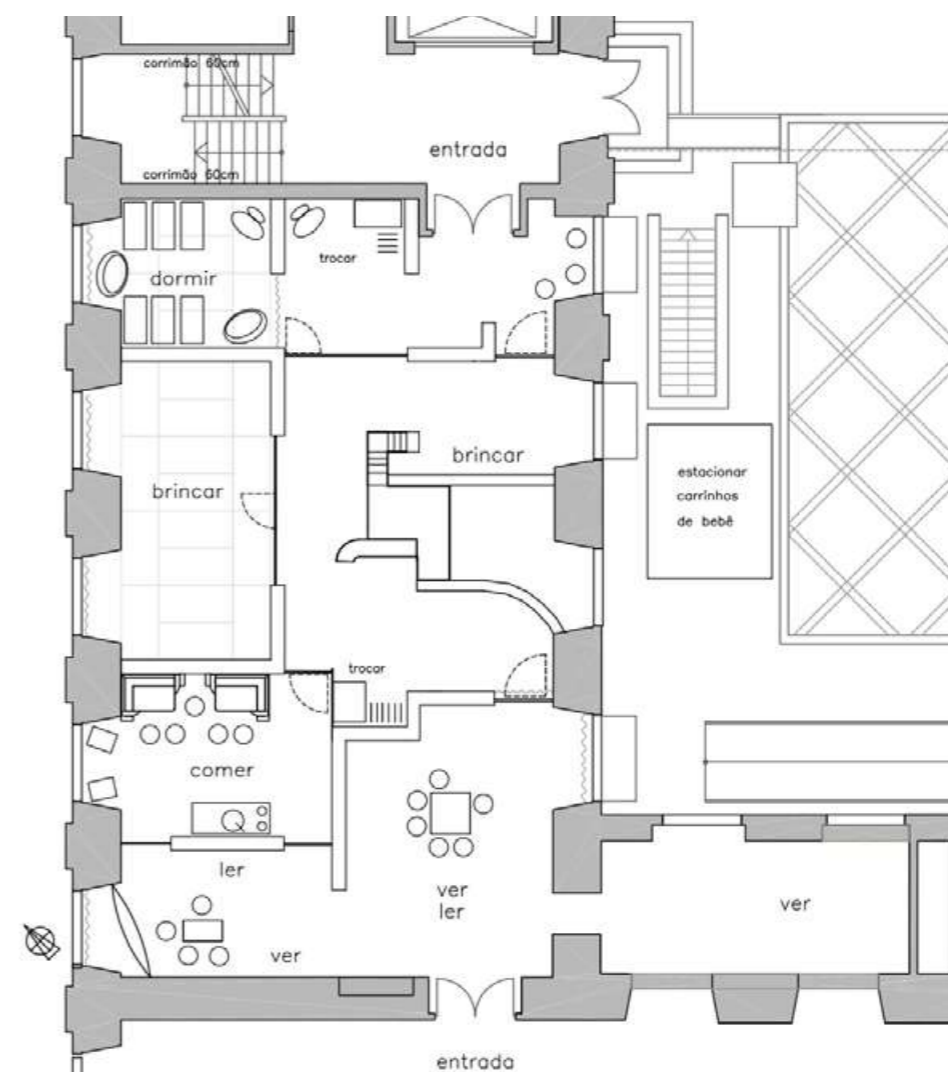 corrimão 60cm
entrada
corrimão 60cm
trocar
dormir
brincar
estacionar
carrinhos
de bebê
brincar
trocar
comer
ler
ver
ler
ver
ver
entrada